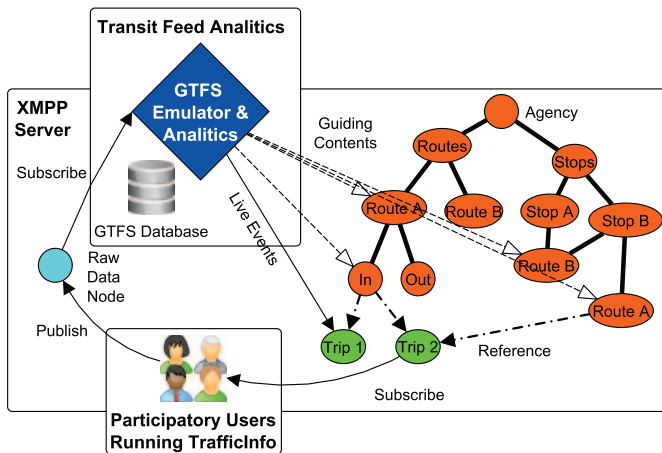 Transit Feed Analitics
GTFS
Emulator &
Analitics
GTFS Database
XMPP
Server
Subscribe
Raw
Data
Node
Publish
Participatory Users
Running TrafficInfo
Live Events
Guiding
Contents
Agency
Routes
Stops
Route A
Route B
Stop A
Stop B
Route B
Route A
In
Out
Trip 1
Trip 2
Reference
Subscribe